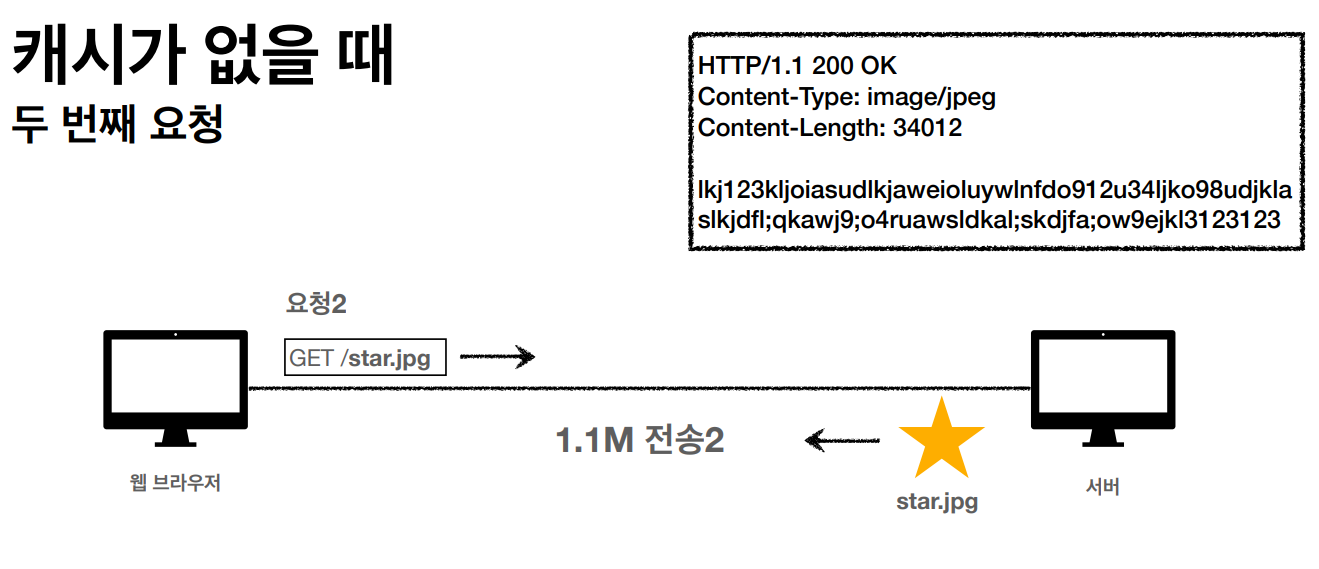 캐시가 없을 때
두 번째 요청
HTTP/1.1 200 OK
Content-Type: image/jpeg
Content-Length: 34012
lkj123kljoiasudlkjaweioluywlnfdo912u34ljko98udjkla
slkjdfl;qkawj9;o4ruawsldkal;skdjfa;ow9ejkl3123123
요청2
GET /star.jpg
1.1M 전송2
웹 브라우저
star.jpg
서버